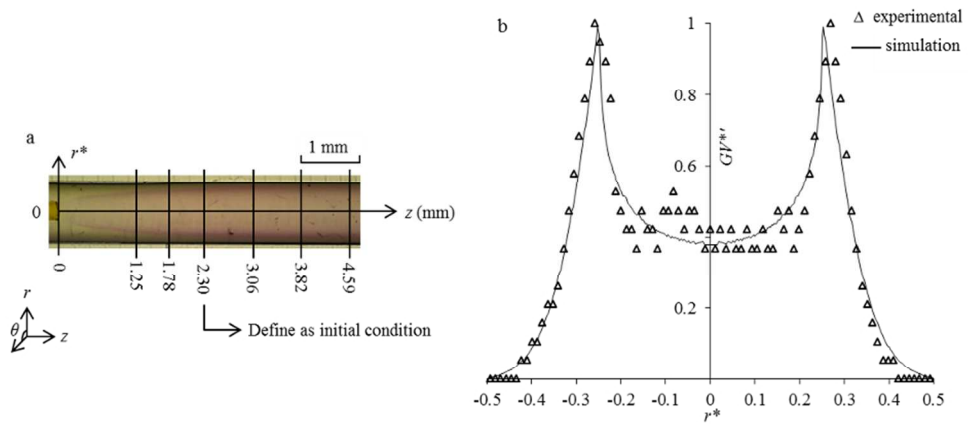 a
r*
1 mm
0
z (mm)
0
1.25
1.78
2.30
3.06
3.82
4.59
r
θ
z
Define as initial condition
b
Δ experimental
simulation
1
0.8
0.6
0.2
GV*'
-0.5 -0.4 -0.3 -0.2 -0.1 0 0.1 0.2 0.3 0.4 0.5
r*